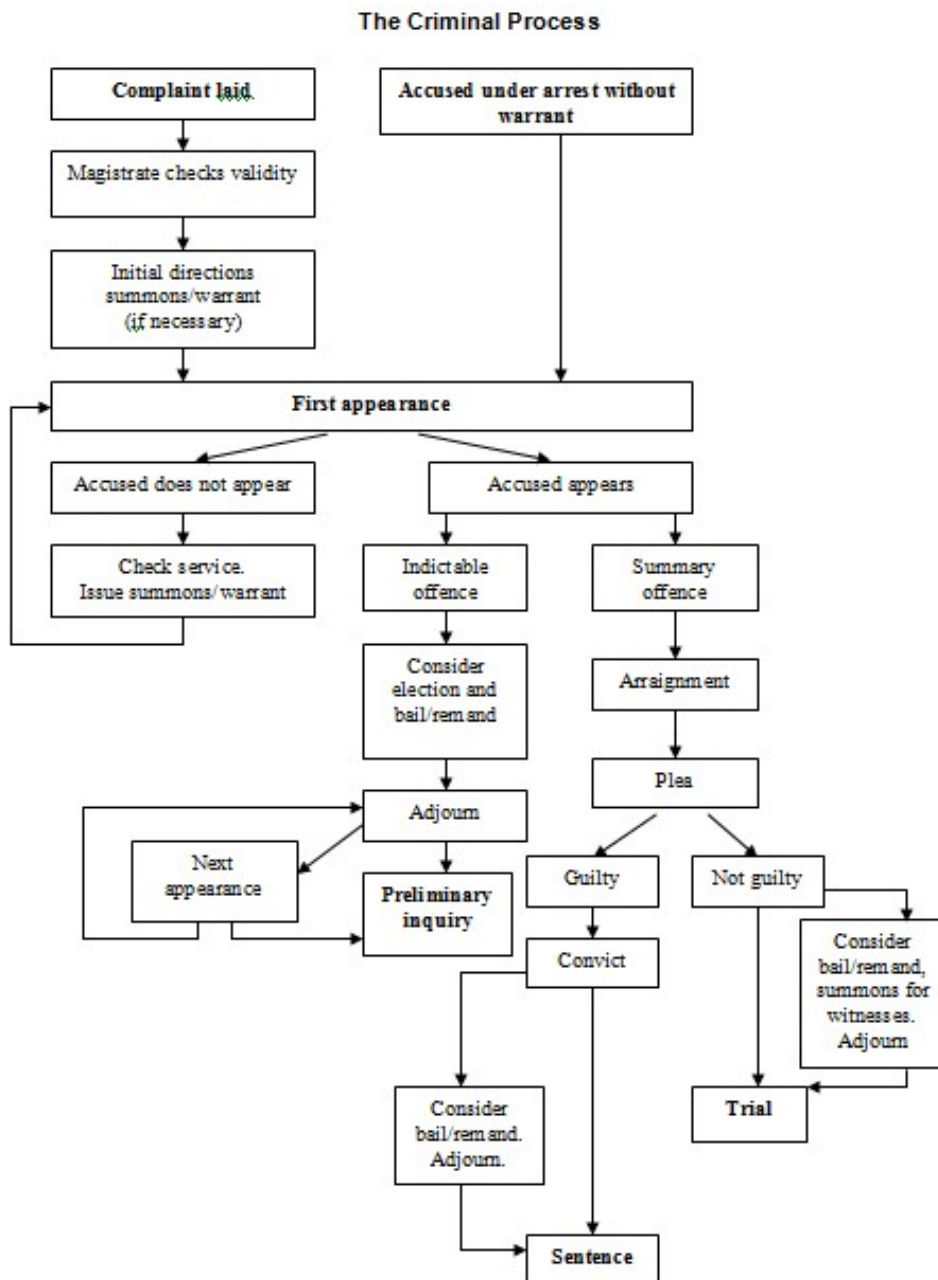 The Criminal Process
Complaint laid
Accused under arrest without
warrant
Magistrate checks validity
Initial directions
summons/warrant
(if necessary)
First appearance
Accused does not appear
Accused appears
Check service.
Issue summons/warrant
Indictable
offence
Summary
offence
Consider
election and
bail/remand
Arraignment
Plea
Adjourn
Next
appearance
Preliminary
inquiry
Guilty
Not guilty
Convict
Consider
bail/remand,
summons for
witnesses.
Adjourn
Consider
bail/remand.
Adjourn.
Trial
Sentence